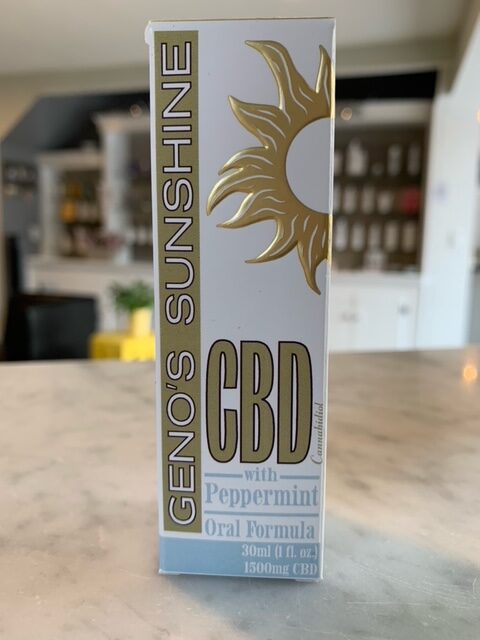 GENO'S SUNSHINE
CBD
Cannabidiol
with
Peppermint
Oral Formula
30ml (1 fl. oz.)
1500mg CBD